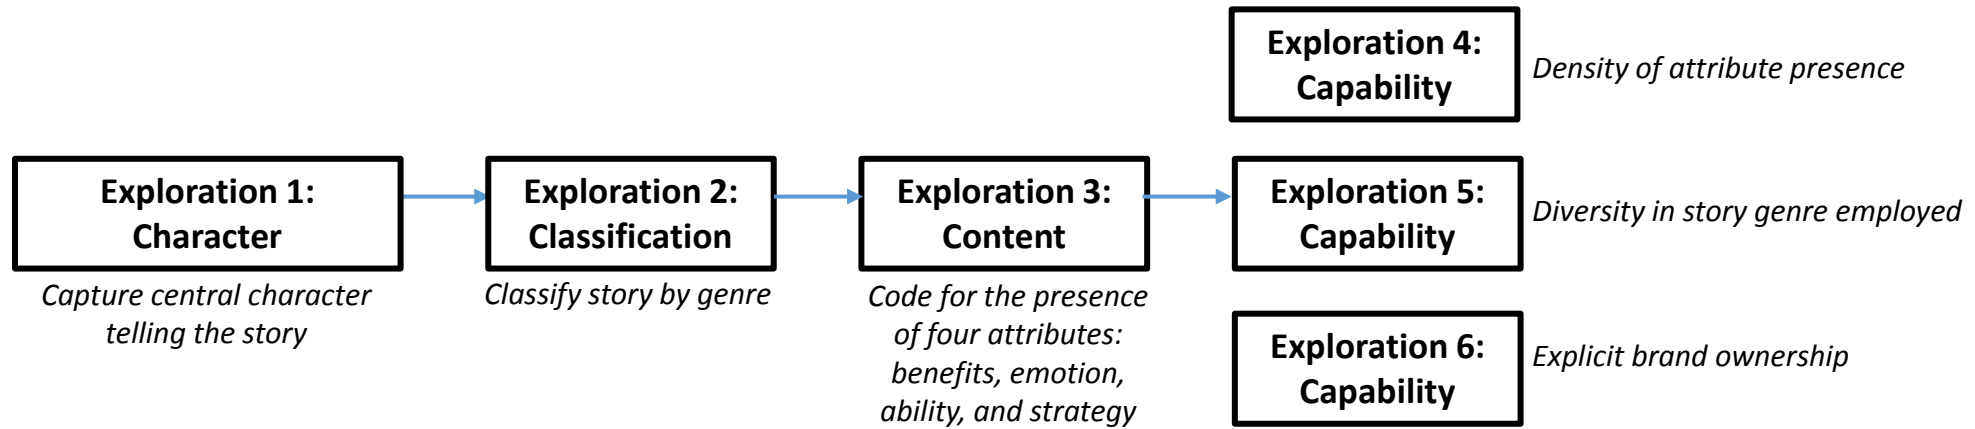 Exploration 1:
Character
Capture central character
telling the story
Exploration 2:
Classification
Classify story by genre
Exploration 3:
Content
Code for the presence
of four attributes:
benefits, emotion,
ability, and strategy
Exploration 4:
Capability
Density of attribute presence
Exploration 5:
Capability
Diversity in story genre employed
Exploration 6:
Capability
Explicit brand ownership